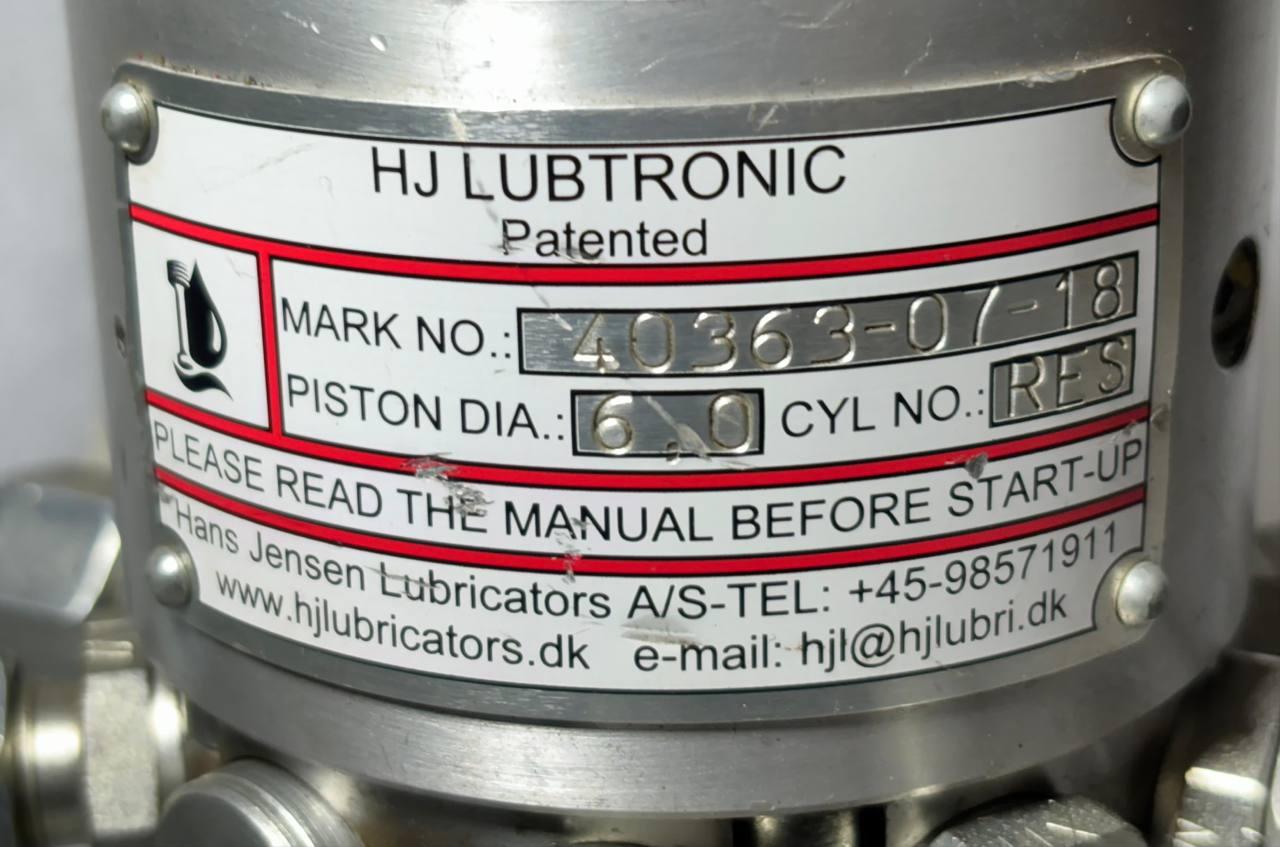 HJ LUBTRONIC
Patented
MARK NO.: 40363-07-18
PISTON DIA.: 6.0 CYL NO.: RES
PLEASE READ THE MANUAL BEFORE START-UP
Hans Jensen Lubricators A/S-TEL: +45-98571911
www.hjlubricators.dk e-mail: hjl@hjlubri.dk